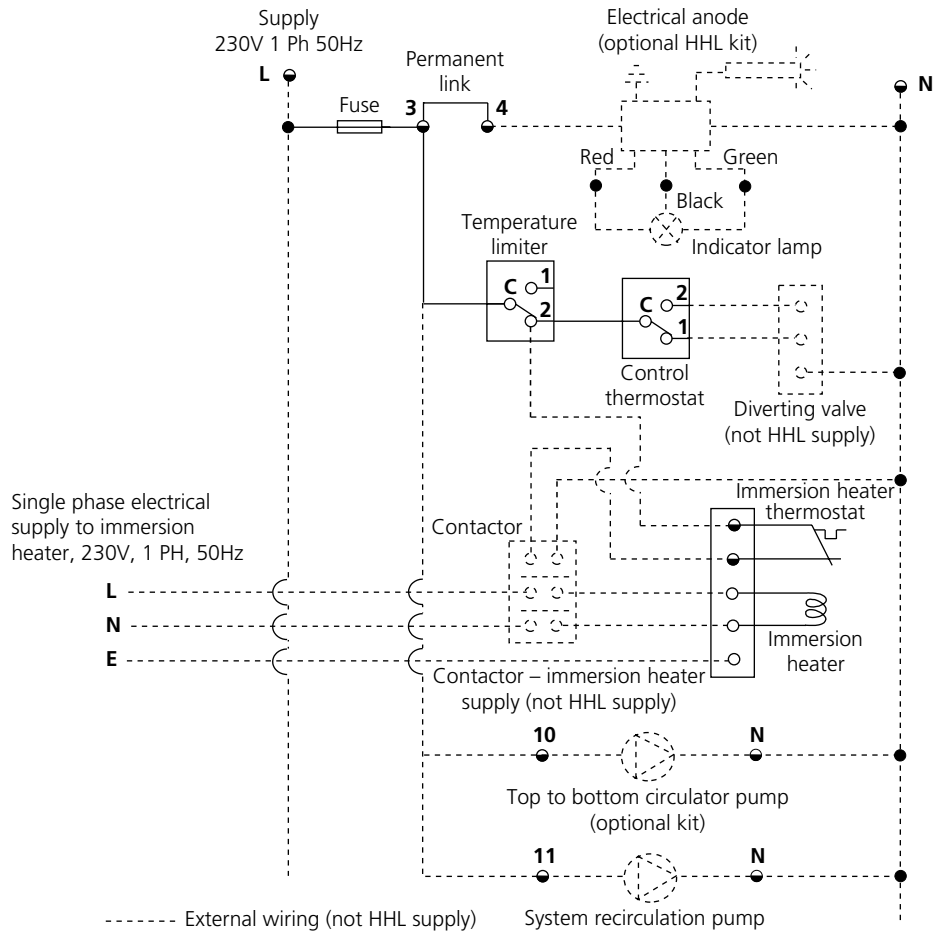 Supply
230V 1 Ph 50Hz
L
Electrical anode
(optional HHL kit)
Permanent
link
N
Fuse
3
4
Red
Green
Black
Indicator lamp
Temperature
limiter
C
1
2
C
2
1
Control
thermostat
Diverting valve
(not HHL supply)
Single phase electrical
supply to immersion
heater, 230V, 1 PH, 50Hz
Contactor
Immersion heater
thermostat
L
N
E
Immersion
heater
Contactor – immersion heater
supply (not HHL supply)
10
N
Top to bottom circulator pump
(optional kit)
11
N
System recirculation pump
External wiring (not HHL supply)